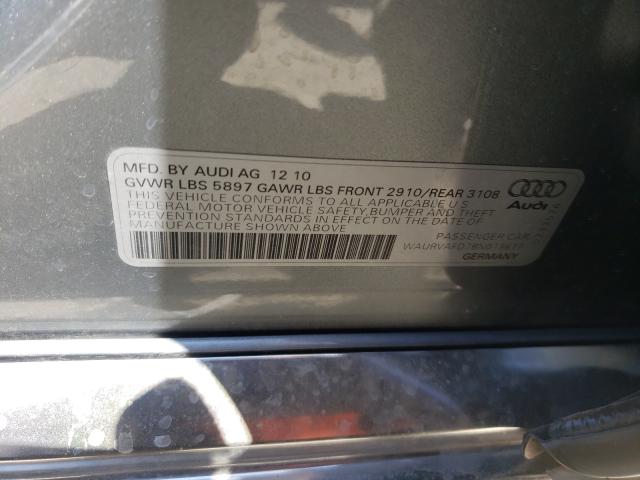 MFD. BY AUDI AG 12 10
GVWR LBS 5897 GAWR LBS FRONT 2910/REAR 3108
THIS VEHICLE CONFORMS TO ALL APPLICABLE U S
FEDERAL MOTOR VEHICLE SAFETY,BUMPER AND THEFT
PREVENTION STANDARDS IN EFFECT ON THE DATE OF
MANUFACTURE SHOWN ABOVE
Audi
PASSENGER CAR
GERMANY